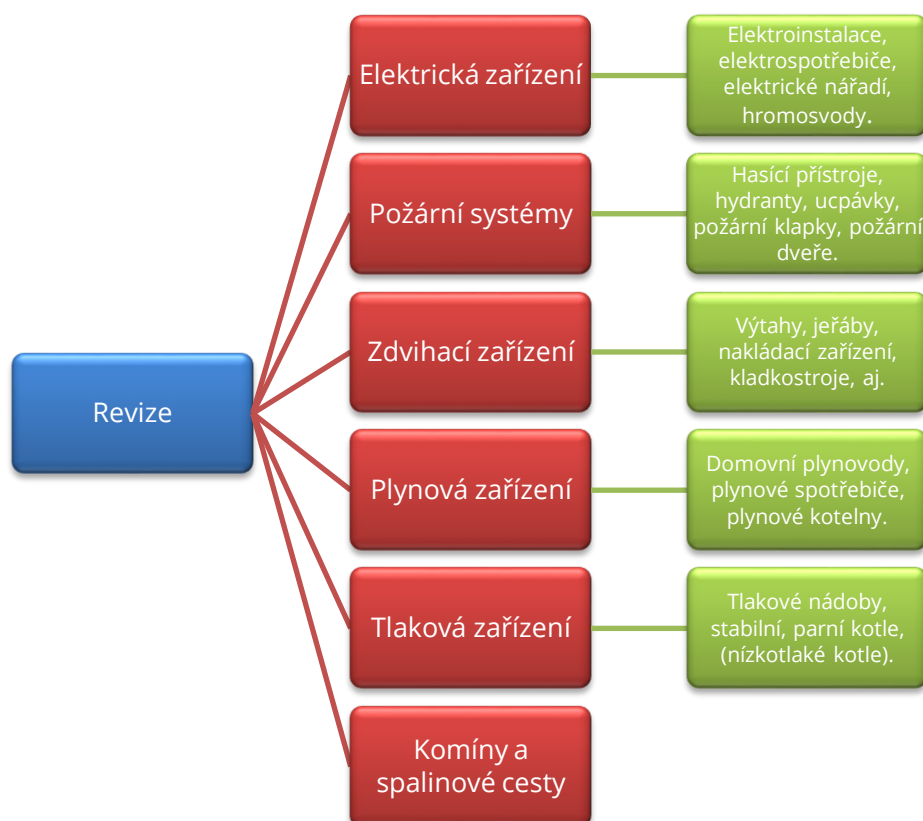 Elektrická zařízení
Elektroinstalace,
elektrospotřebiče,
elektrické nářadí,
hromosvody.
Požární systémy
Hasící přístroje,
hydranty, ucpávky,
požární klapky, požární
dveře.
Zdvihací zařízení
Výtahy, jeřáby,
nakládací zařízení,
kladkostroje, aj.
Revize
Plynová zařízení
Domovní plynovody,
plynové spotřebiče,
plynové kotelny.
Tlaková zařízení
Tlakové nádoby,
stabilní, parní kotle,
(nízkotlaké kotle).
Komíny a
spalinové cesty